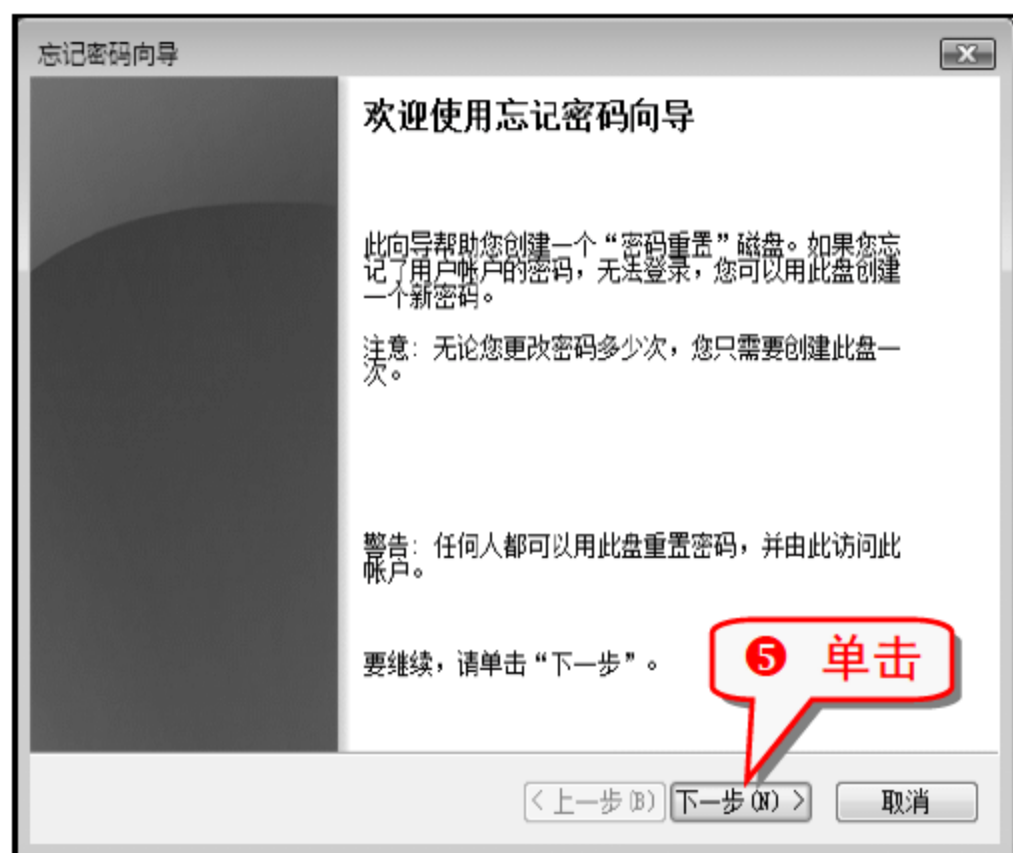 忘记密码向导
欢迎使用忘记密码向导
此向导帮助您创建一个“密码重置”磁盘。如果您忘
记了用户帐户的密码，无法登录，您可以用此盘创建
一个新密码。
注意：无论您更改密码多少次，您只需要创建此盘一
次。
警告：任何人都可以用此盘重置密码，并由此访问此
帐户。
要继续，请单击“下一步”。
❺ 单击
< 上一步(B)
下一步(N) >
取消